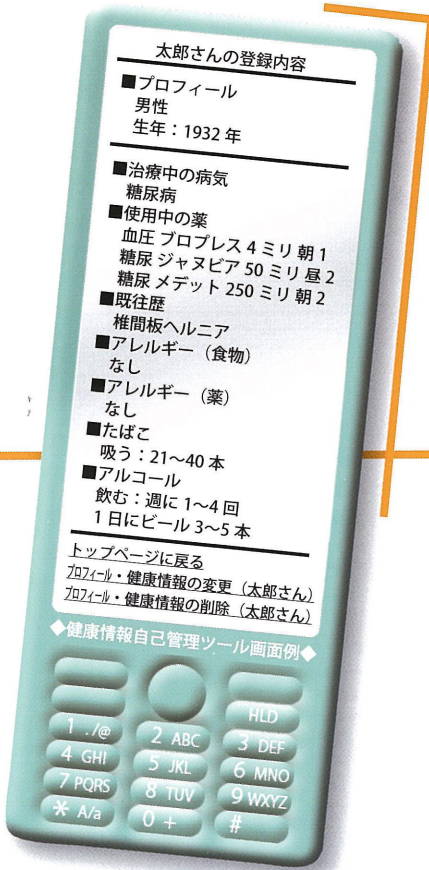 太郎さんの登録内容
■プロフィール
男性
生年：1932 年
■治療中の病気
糖尿病
■使用中の薬
血圧 ブロプレス 4 ミリ 朝 1
糖尿 ジャヌビア 50 ミリ 昼 2
糖尿 メデット 250 ミリ 朝 2
■既往歴
椎間板ヘルニア
■アレルギー（食物）
なし
■アレルギー（薬）
なし
■たばこ
吸う：21～40 本
■アルコール
飲む：週に 1～4 回
1 日にビール 3～5 本
トップページに戻る
ﾌﾟﾛﾌｨｰﾙ・健康情報の変更（太郎さん）
ﾌﾟﾛﾌｨｰﾙ・健康情報の削除（太郎さん）
◆健康情報自己管理ツール画面例◆
HLD
1 ./@ 2 ABC 3 DEF
4 GHI 5 JKL 6 MNO
7 PQRS 8 TUV 9 WXYZ
* A/a 0 + #